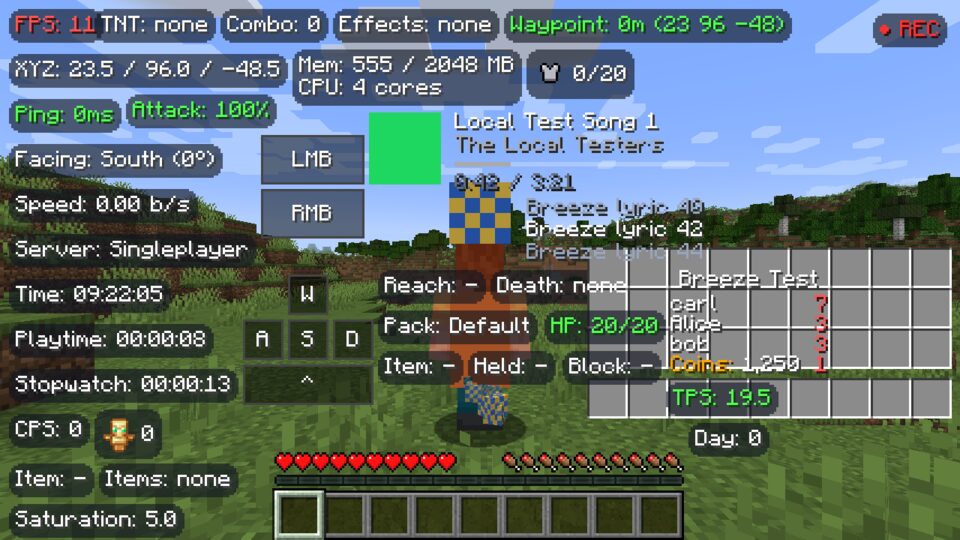 FPS: 11
TNT: none
Combo: 0
Effects: none
Waypoint: 0m (23 96 -48)
REC
XYZ: 23.5 / 96.0 / -48.5
Mem: 555 / 2048 MB
CPU: 4 cores
0/20
Ping: 0ms
Attack: 100%
Local Test Song 1
The Local Testers
0:42 / 3:21
Facing: South (0°)
LMB
Speed: 0.00 b/s
RMB
Breeze lyric 42
Breeze lyric 44
Server: Singleplayer
Time: 09:22:05
W
Reach: - 
Death: none
Breeze Test
carl 7
Alice 3
bob 3
Coins: 1,250 1
Playtime: 00:00:08
A
S
D
Pack: Default
HP: 20/20
Stopwatch: 00:00:13
^
Item: -
Held: -
Block: -
TPS: 19.5
CPS: 0
0
Day: 0
Item: -
Items: none
Saturation: 5.0